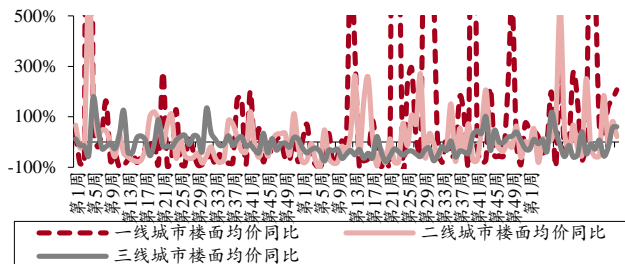 500%
300%
100%
-100%
第1周
第5周
第9周
第13周
第17周
第21周
第25周
第29周
第33周
第37周
第41周
第45周
第49周
第1周
第5周
第9周
第13周
第17周
第21周
第25周
第29周
第33周
第37周
第41周
第45周
第49周
第1周
一线城市楼面均价同比
二线城市楼面均价同比
三线城市楼面均价同比